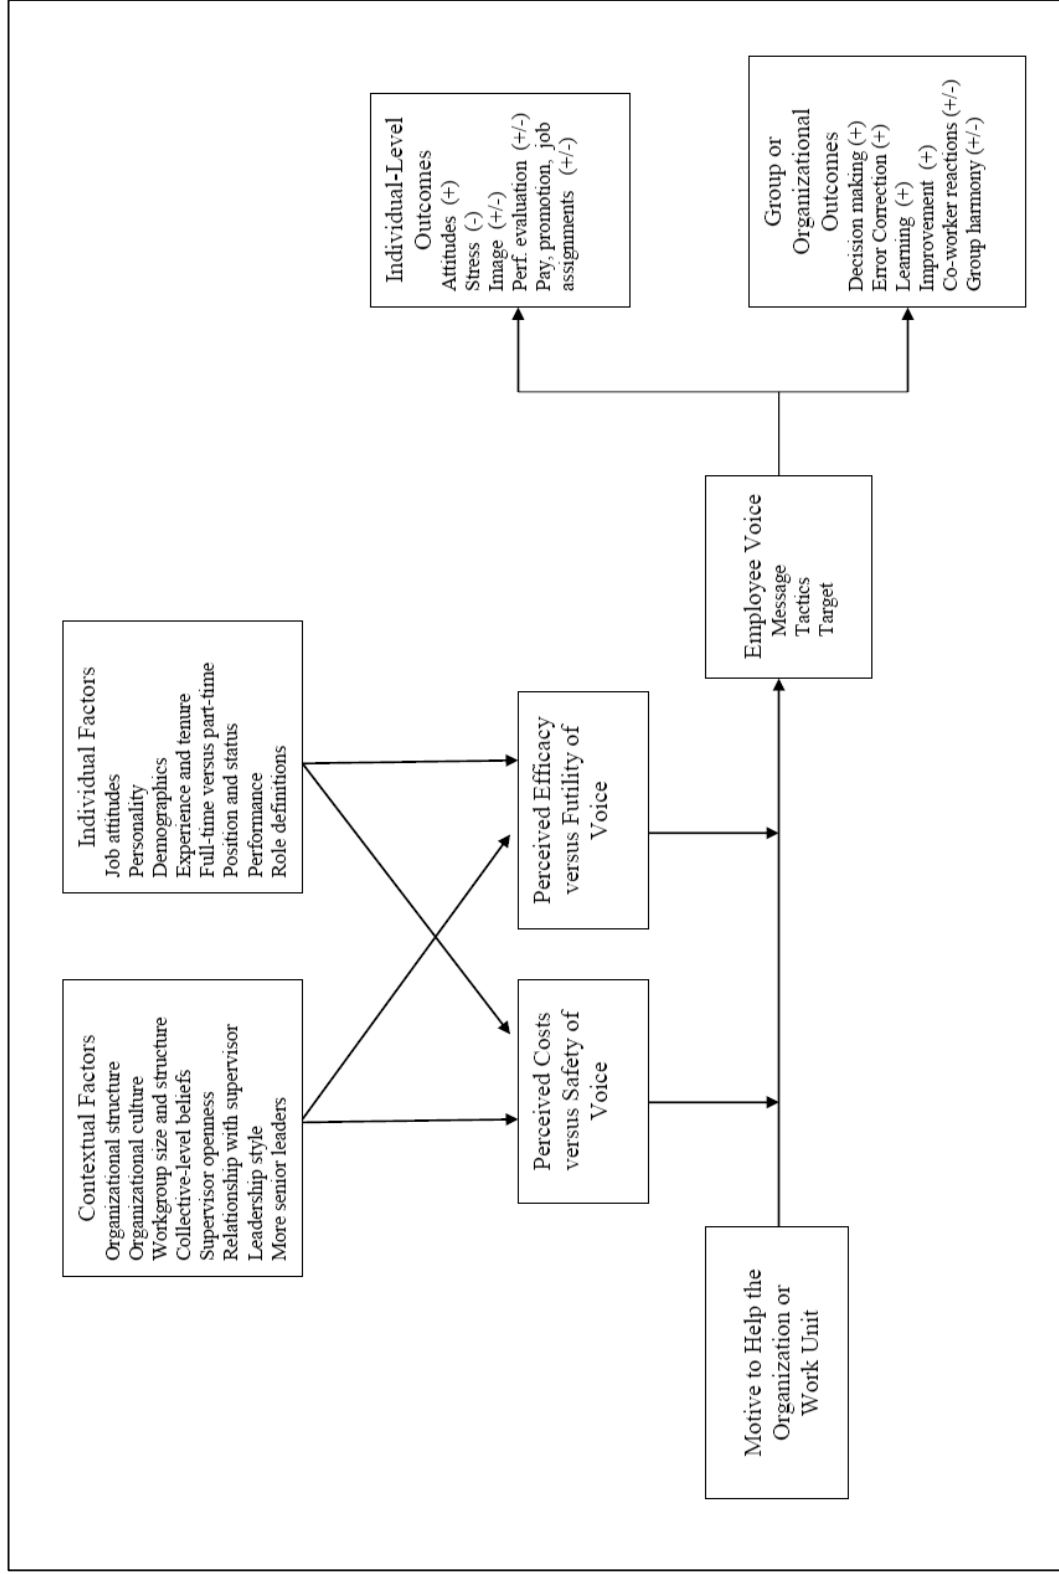 Contextual Factors
Organizational structure
Organizational culture
Workgroup size and structure
Collective-level beliefs
Supervisor openness
Relationship with supervisor
Leadership style
More senior leaders
Individual Factors
Job attitudes
Personality
Demographics
Experience and tenure
Full-time versus part-time
Position and status
Performance
Role definitions
Perceived Costs
versus Safety of
Voice
Perceived Efficacy
versus Futility of
Voice
Motive to Help the
Organization or
Work Unit
Employee Voice
Message
Tactics
Target
Individual-Level
Outcomes
Attitudes (+)
Stress (-)
Image (+/-)
Perf. evaluation (+/-)
Pay, promotion, job
assignments (+/-)
Group or
Organizational
Outcomes
Decision making (+)
Error Correction (+)
Learning (+)
Improvement (+)
Co-worker reactions (+/-)
Group harmony (+/-)